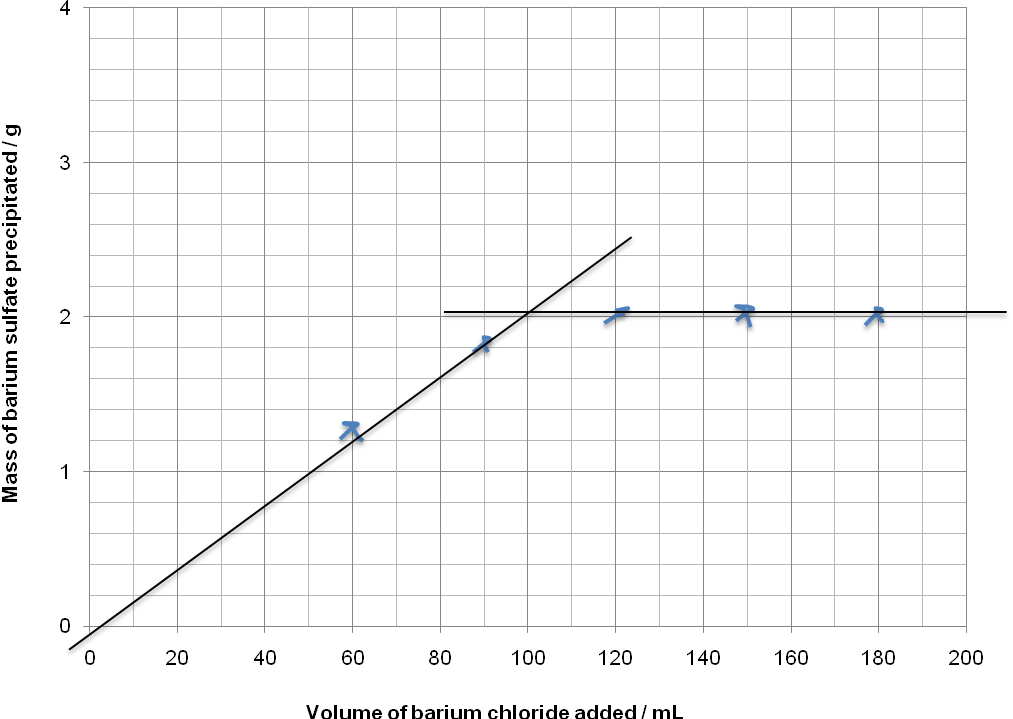 Mass of barium sulfate precipitated / g
4
3
2
1
0
0 20 40 60 80 100 120 140 160 180 200
Volume of barium chloride added / mL